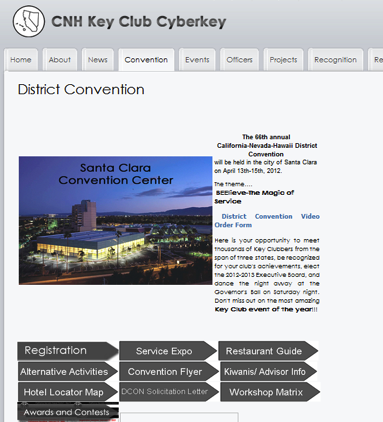 CNH Key Club Cyberkey
Home About News Convention Events Officers Projects Recognition Re
District Convention
The 66th annual
California-Nevada-Hawaii District
Convention
will be held in the city of Santa Clara
on April 13th-15th, 2012.
The theme....
BEElieve-The Magic of
Service
District Convention Video
Order Form
Here is your opportunity to meet
thousands of Key Clubbers from the
span of three states, be recognized
for your club's achievements, elect
the 2012-2013 Executive Board, and
dance the night away at the
Governor's Ball on Saturday night.
Don't miss out on the most amazing
Key Club event of the year!!!
Santa Clara
Convention Center
Registration Service Expo Restaurant Guide
Alternative Activities Convention Flyer Kiwanis/ Advisor Info
Hotel Locator Map DCON Solicitation Letter Workshop Matrix
Awards and Contests